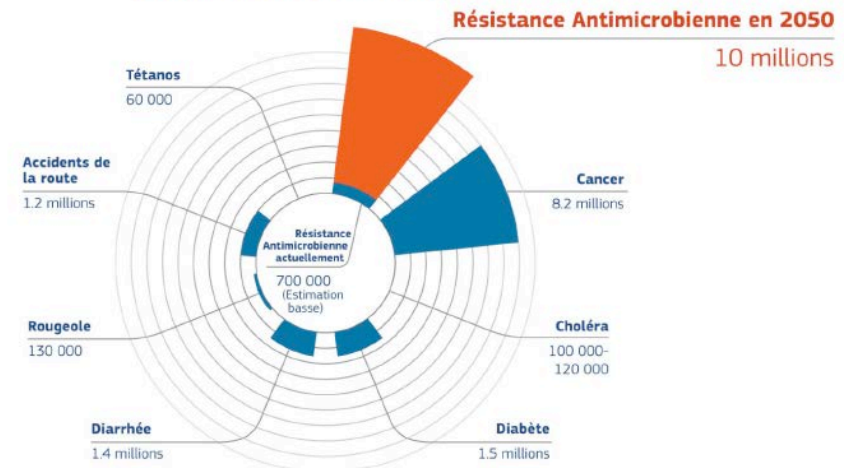 Résistance Antimicrobienne en 2050
10 millions
Tétanos
60 000
Accidents de
la route
1.2 millions
Cancer
8.2 millions
Résistance
Antimicrobienne
actuellement
700 000
(Estimation
basse)
Rougeole
130 000
Choléra
100 000-
120 000
Diarrhée
1.4 millions
Diabète
1.5 millions